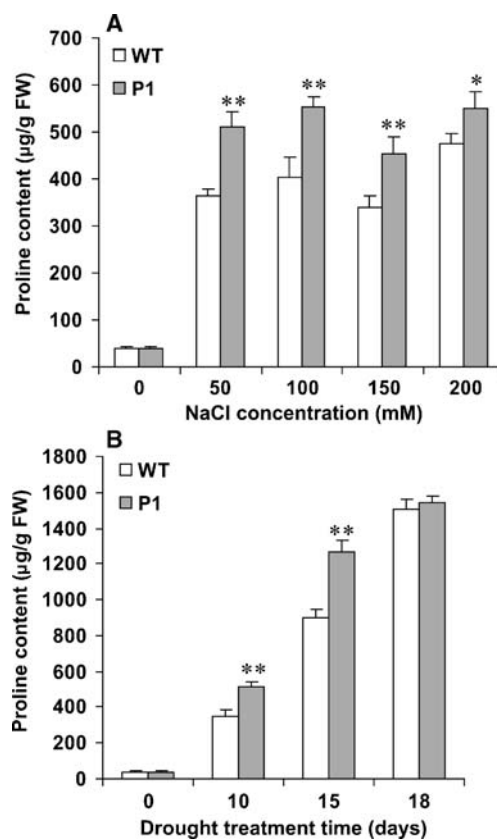 A
700
600
500
400
300
200
100
0
Proline content (µg/g FW)
WT
P1
**
**
**
*
0 50 100 150 200
NaCl concentration (mM)
B
1800
1600
1400
1200
1000
800
600
400
200
0
Proline content (µg/g FW)
WT
P1
**
**
0 10 15 18
Drought treatment time (days)